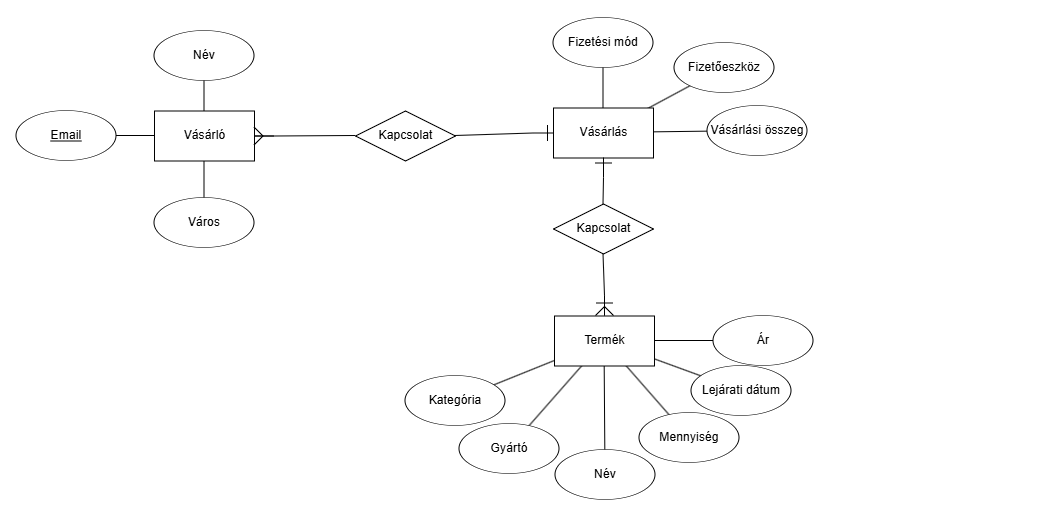 Fizetési mód
Név
Fizetőeszköz
Email
Vásárló
Kapcsolat
Vásárlás
Vásárlási összeg
Város
Kapcsolat
Termék
Ár
Lejárati dátum
Kategória
Mennyiség
Gyártó
Név